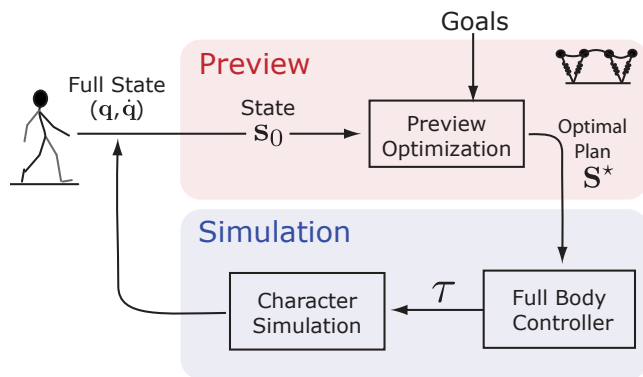 Goals
Preview
Full State
(q, q̇)
State
s₀
Preview
Optimization
Optimal
Plan
S⋆
Simulation
Character
Simulation
τ
Full Body
Controller